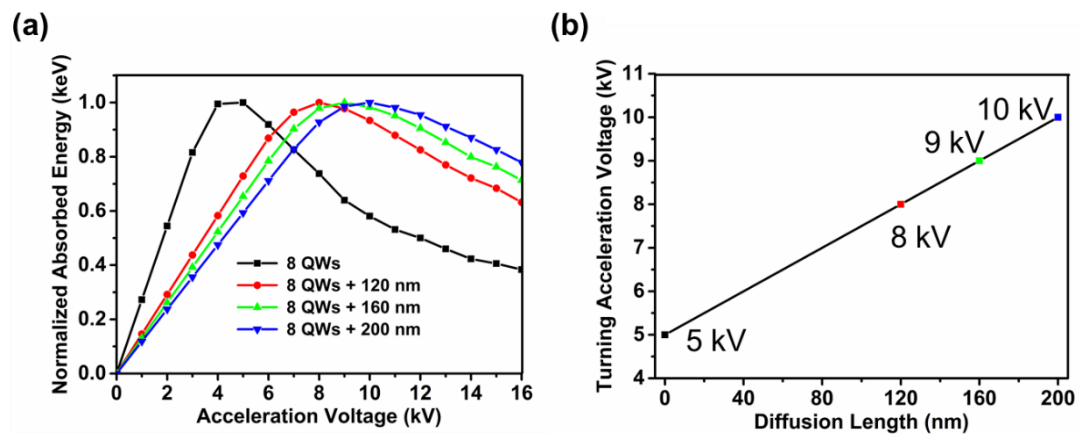 (a)
Normalized Absorbed Energy (keV)
1.0
0.8
0.6
0.4
0.2
0.0
8 QWs
8 QWs + 120 nm
8 QWs + 160 nm
8 QWs + 200 nm
0 2 4 6 8 10 12 14 16
Acceleration Voltage (kV)
(b)
Turning Acceleration Voltage (kV)
11
10
9
8
7
6
5
4
10 kV
9 kV
8 kV
5 kV
0 40 80 120 160 200
Diffusion Length (nm)